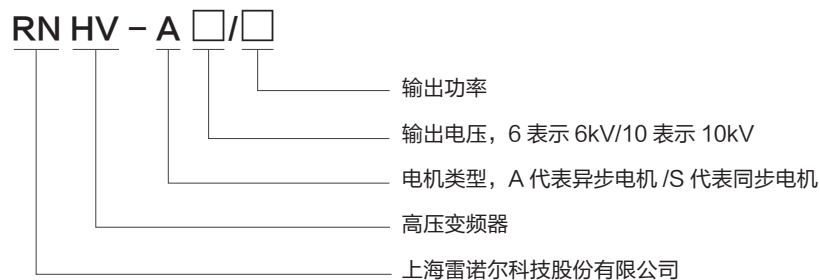 RN HV – A □/□
输出功率
输出电压，6 表示 6kV/10 表示 10kV
电机类型，A 代表异步电机 /S 代表同步电机
高压变频器
上海雷诺尔科技股份有限公司